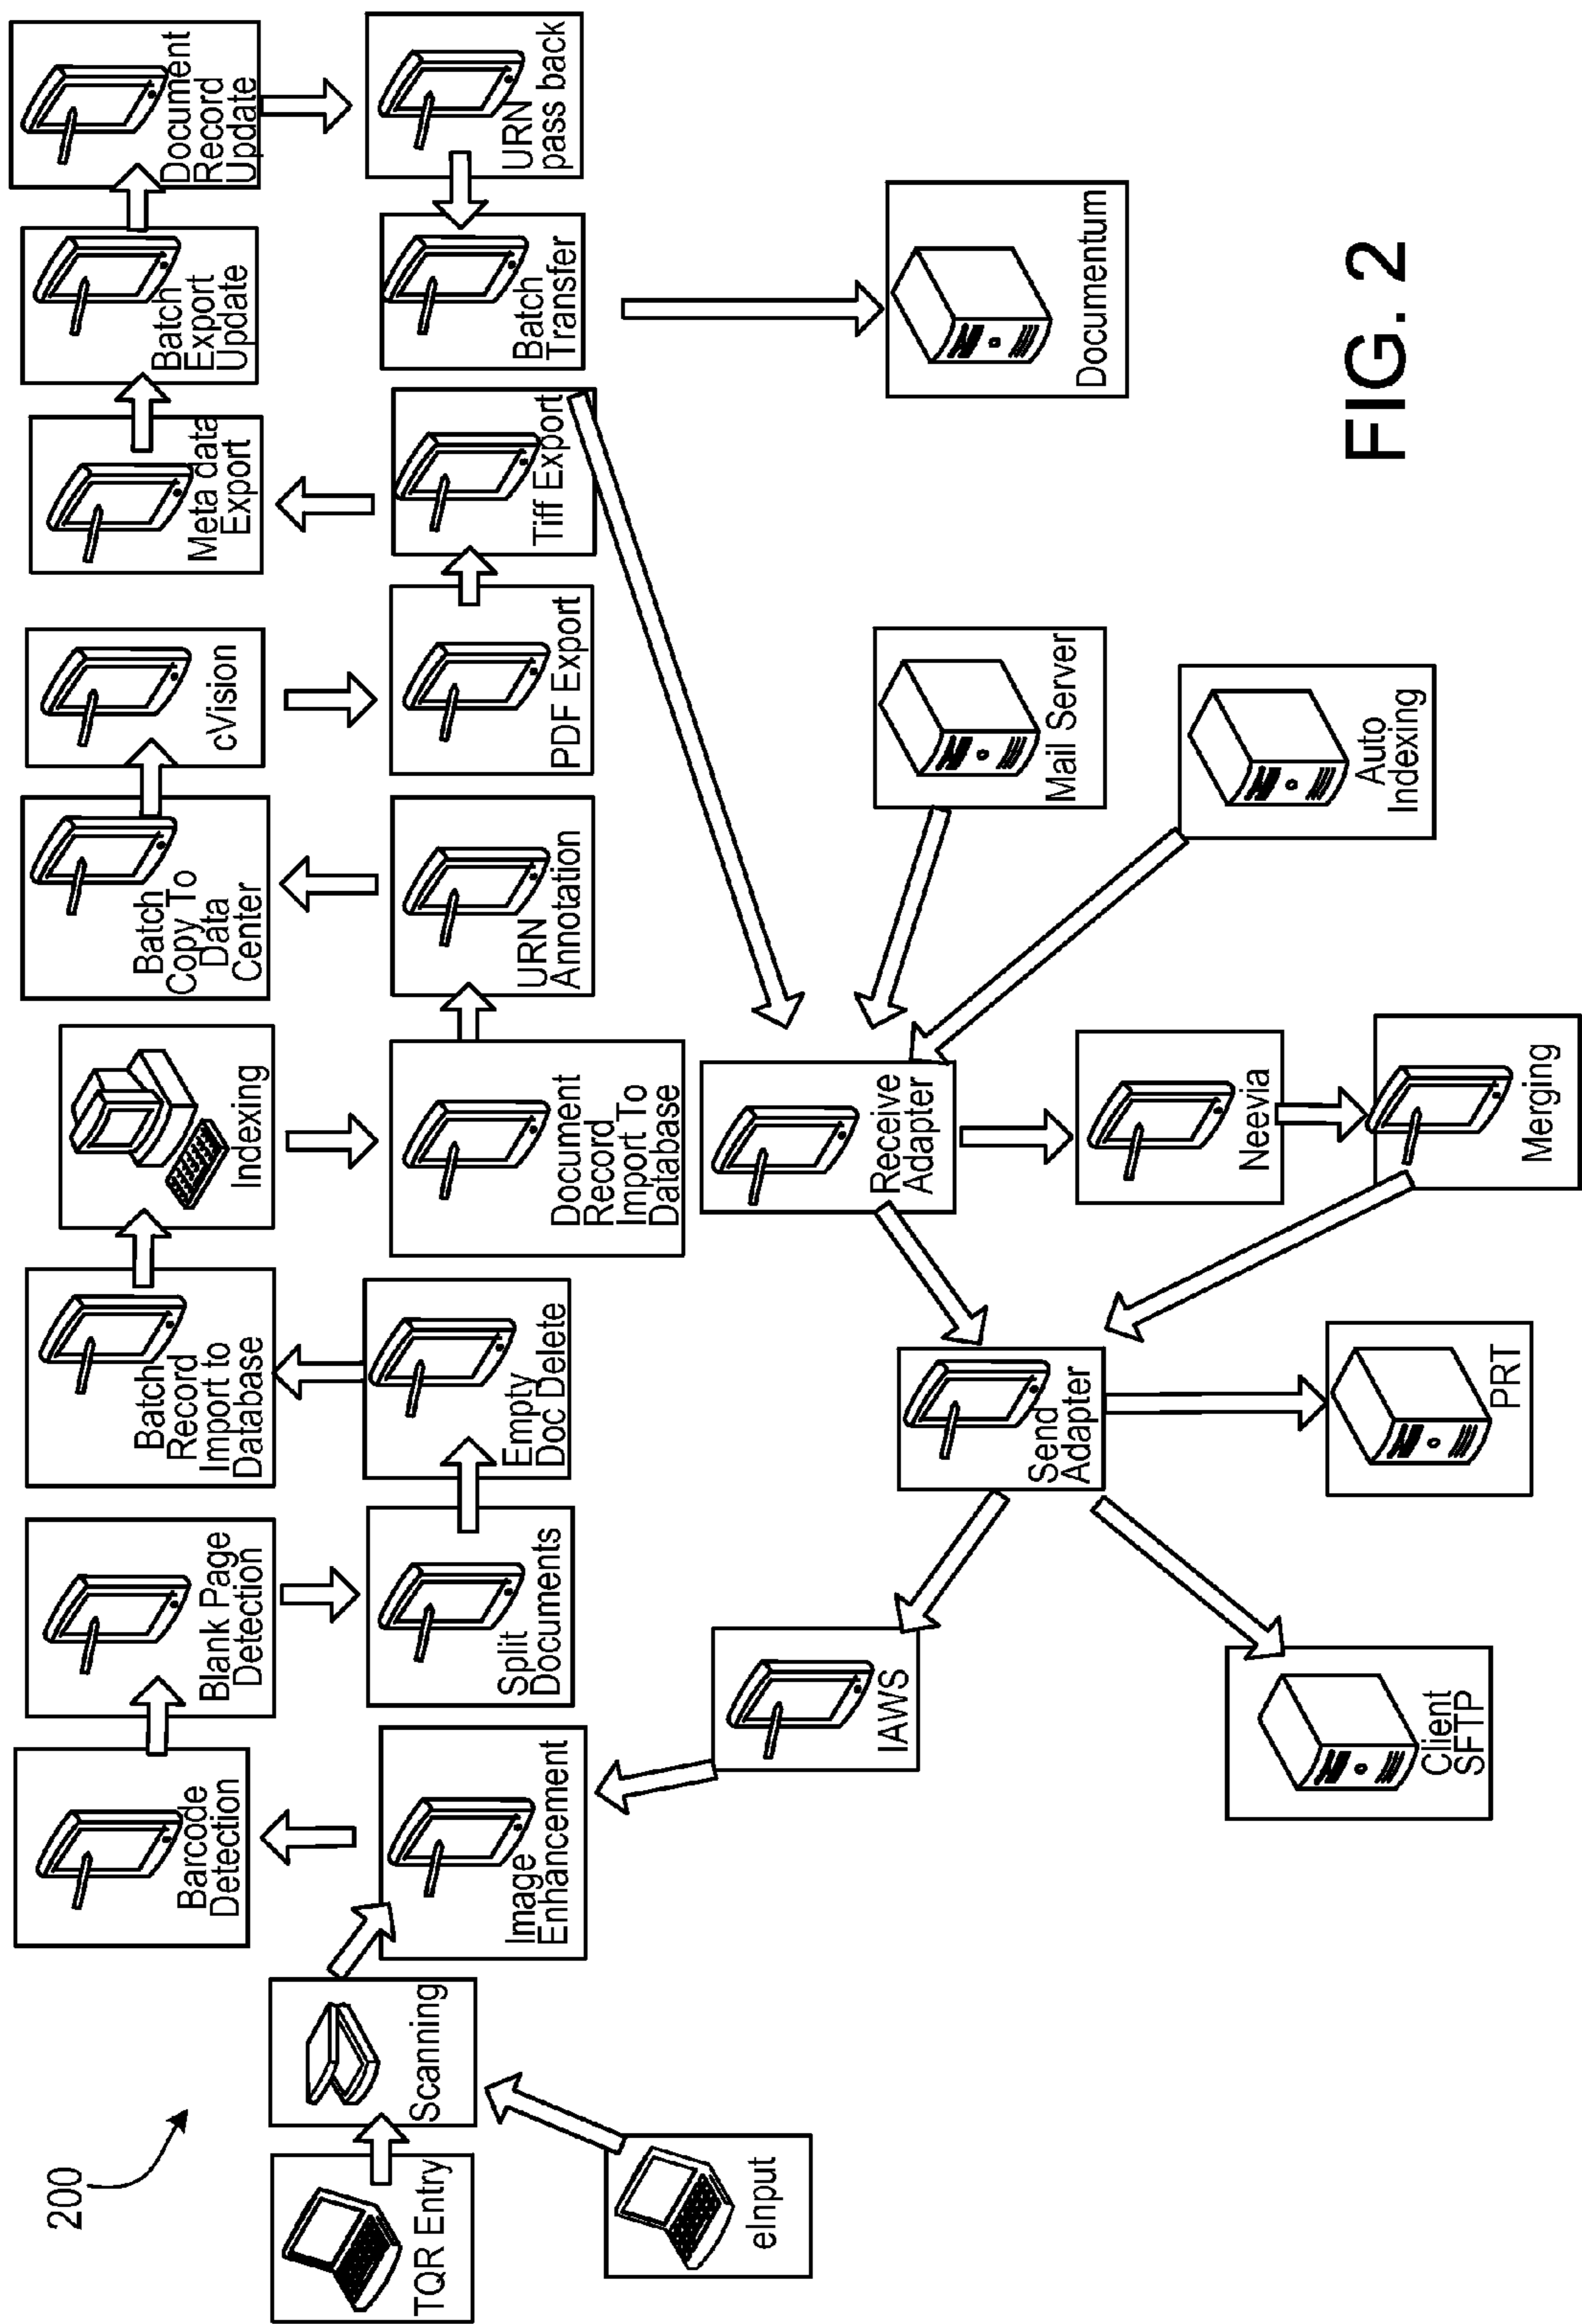 200
TQR Entry
Scanning
eInput
Barcode
Detection
Image
Enhancement
Blank Page
Detection
Split
Documents
Batch
Record
Import to
Database
Empty
Doc Delete
Indexing
Document
Record
Import To
Database
Batch
Copy To
Data
Center
URN
Annotation
cVision
PDF Export
Meta data
Export
Tiff Export
Batch
Export
Update
Batch
Transfer
Document
Record
Update
URN
pass back
IAWS
Client
SFTP
Send
Adapter
PRT
Receive
Adapter
Neevia
Merging
Mail Server
Auto
Indexing
Documentum
FIG. 2